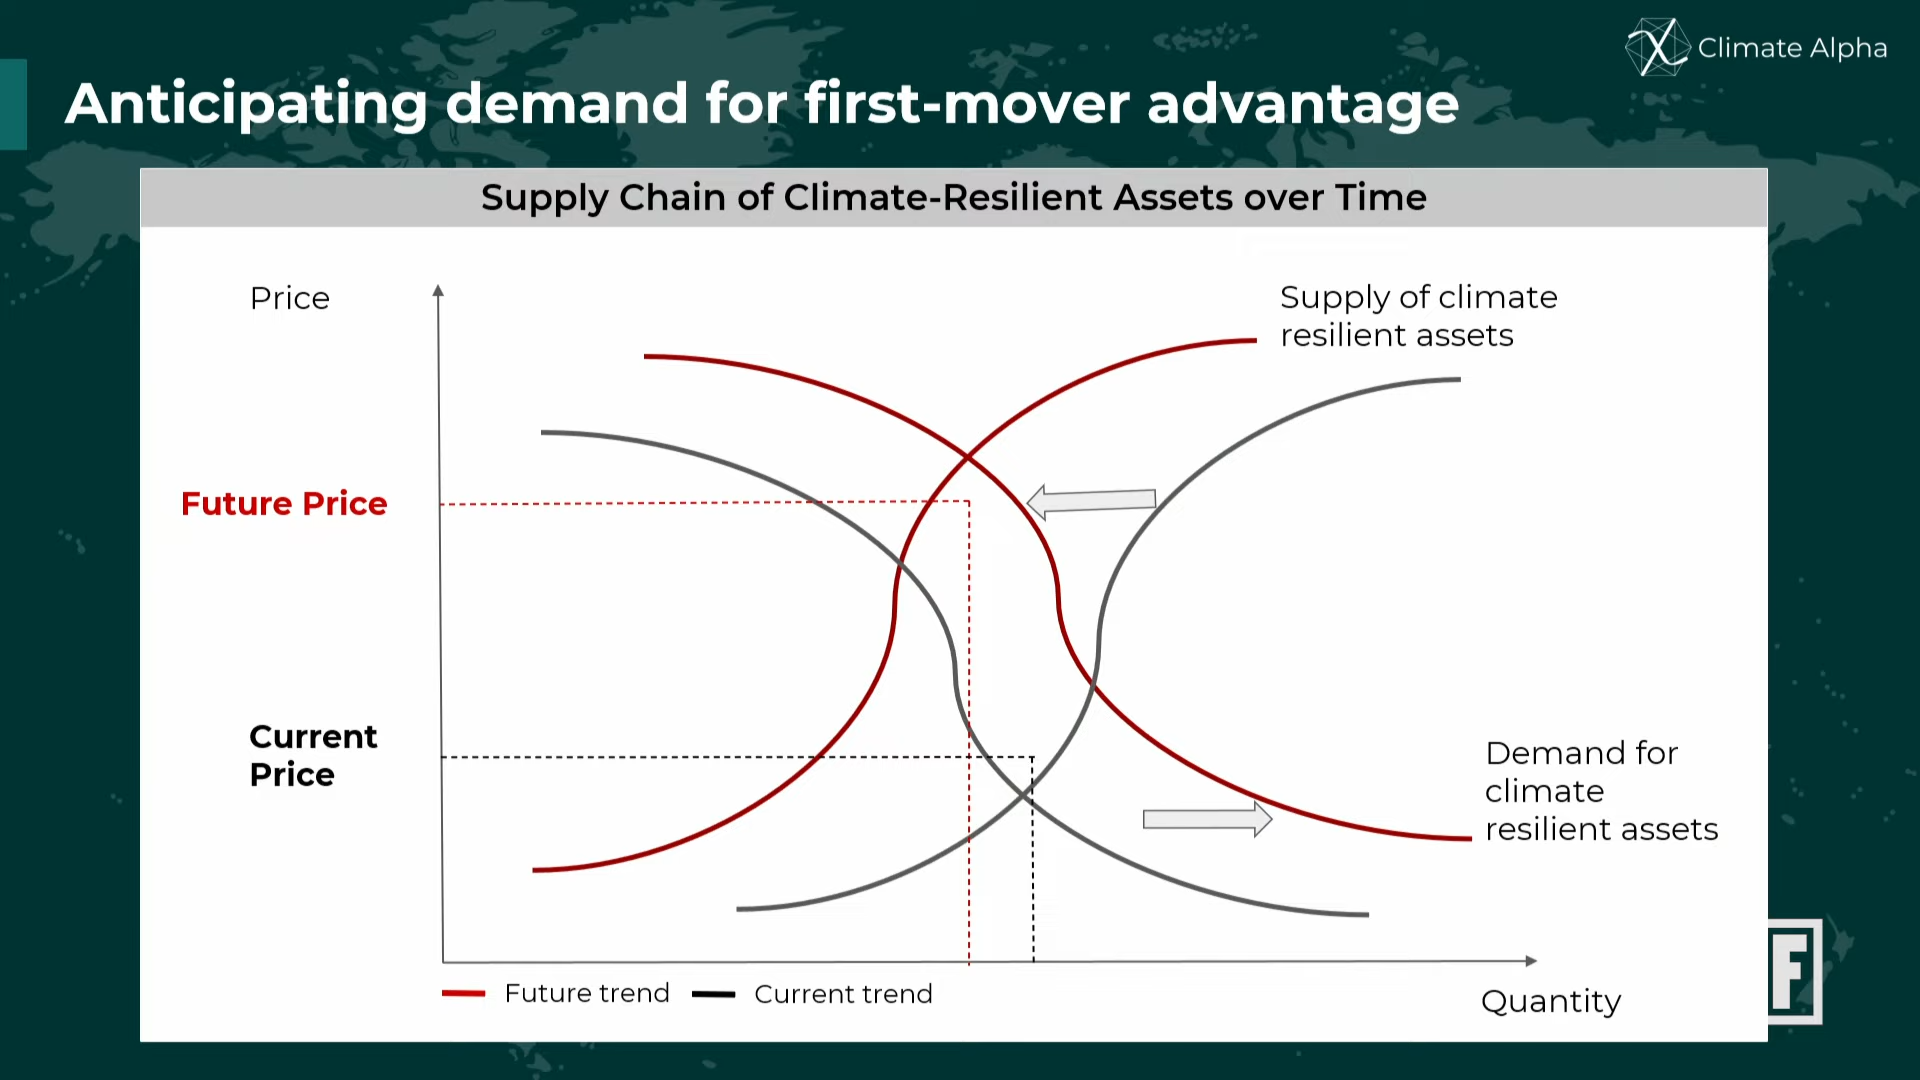 Climate Alpha
Anticipating demand for first-mover advantage
Supply Chain of Climate-Resilient Assets over Time
Price
Supply of climate
resilient assets
Future Price
Current
Price
Demand for
climate
resilient assets
Future trend
Current trend
Quantity
F